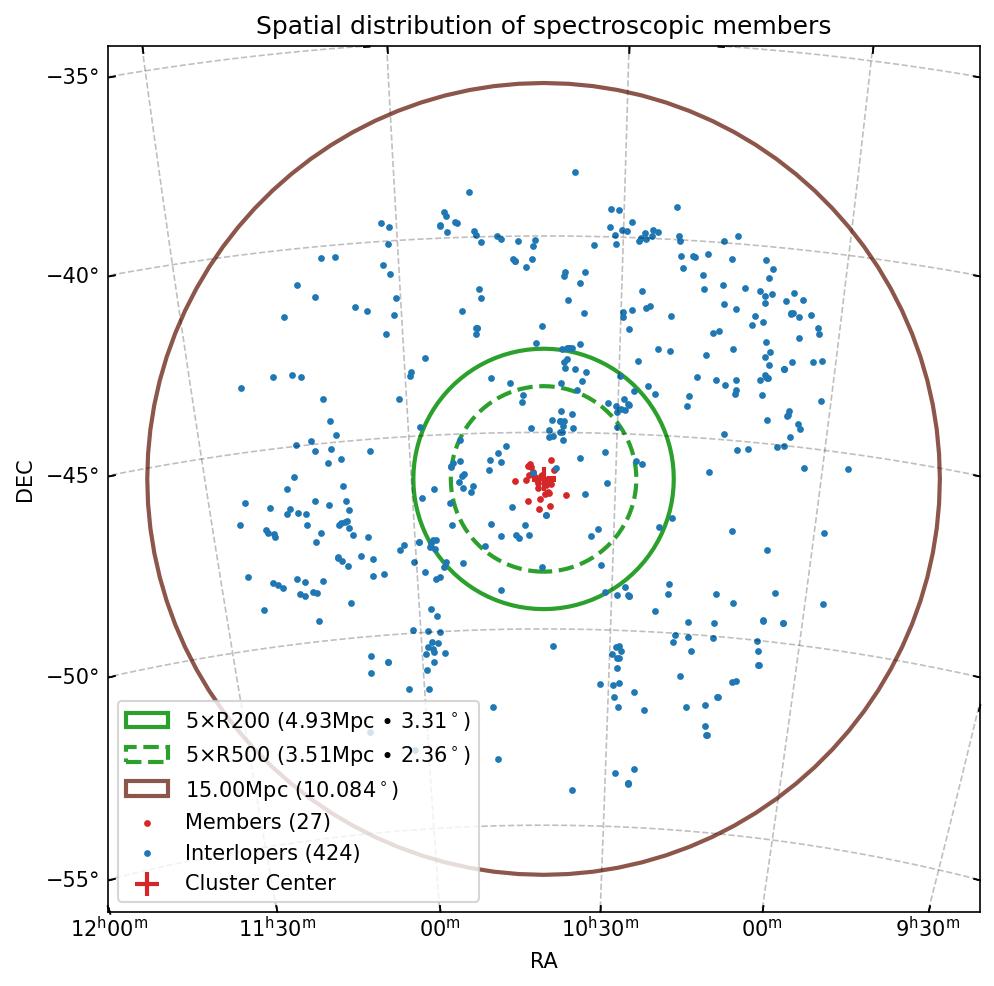 Spatial distribution of spectroscopic members
−35°
−40°
−45°
−50°
−55°
DEC
5×R200 (4.93Mpc • 3.31°)
5×R500 (3.51Mpc • 2.36°)
15.00Mpc (10.084°)
Members (27)
Interlopers (424)
Cluster Center
12ʰ00ᵐ 11ʰ30ᵐ 00ᵐ 10ʰ30ᵐ 00ᵐ 9ʰ30ᵐ
RA